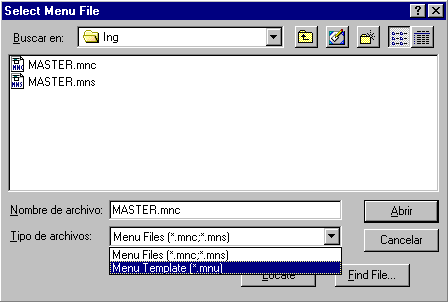 Select Menu File
Buscar en:
Ing
MASTER.mnc
MASTER.mns
Nombre de archivo:
MASTER.mnc
Abrir
Tipo de archivos:
Menu Files (*.mnc;*.mns)
Cancelar
Menu Files (*.mnc;*.mns)
Menu Template (*.mnu)
Locate
Find File...